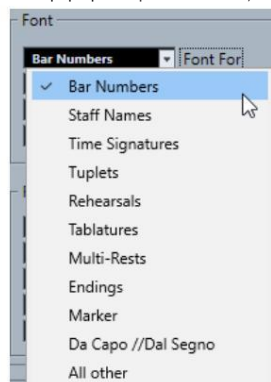 Font
Bar Numbers Font For
Bar Numbers
Staff Names
Time Signatures
Tuplets
Rehearsals
Tablatures
Multi-Rests
Endings
Marker
Da Capo //Dal Segno
All other